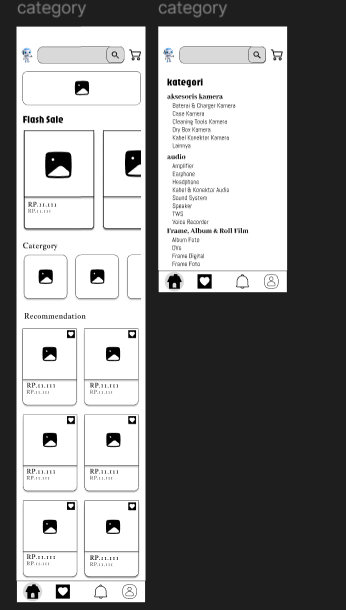 category
Flash Sale
RP.11.111
RP.11.111
Catergory
Recommendation
RP.11.111
RP.11.111
RP.11.111
RP.11.111
RP.11.111
RP.11.111
RP.11.111
RP.11.111
RP.11.111
RP.11.111
RP.11.111
RP.11.111
category
kategori
aksesoris kamera
Baterai & Charger Kamera
Case Kamera
Cleaning Tools Kamera
Dry Box Kamera
Kabel Konektor Kamera
Lainnya
audio
Amplifier
Earphone
Headphone
Kabel & Konektor Audio
Sound System
Speaker
TWS
Voice Recorder
Frame, Album & Roll Film
Album Foto
Frame Digital
Frame Foto